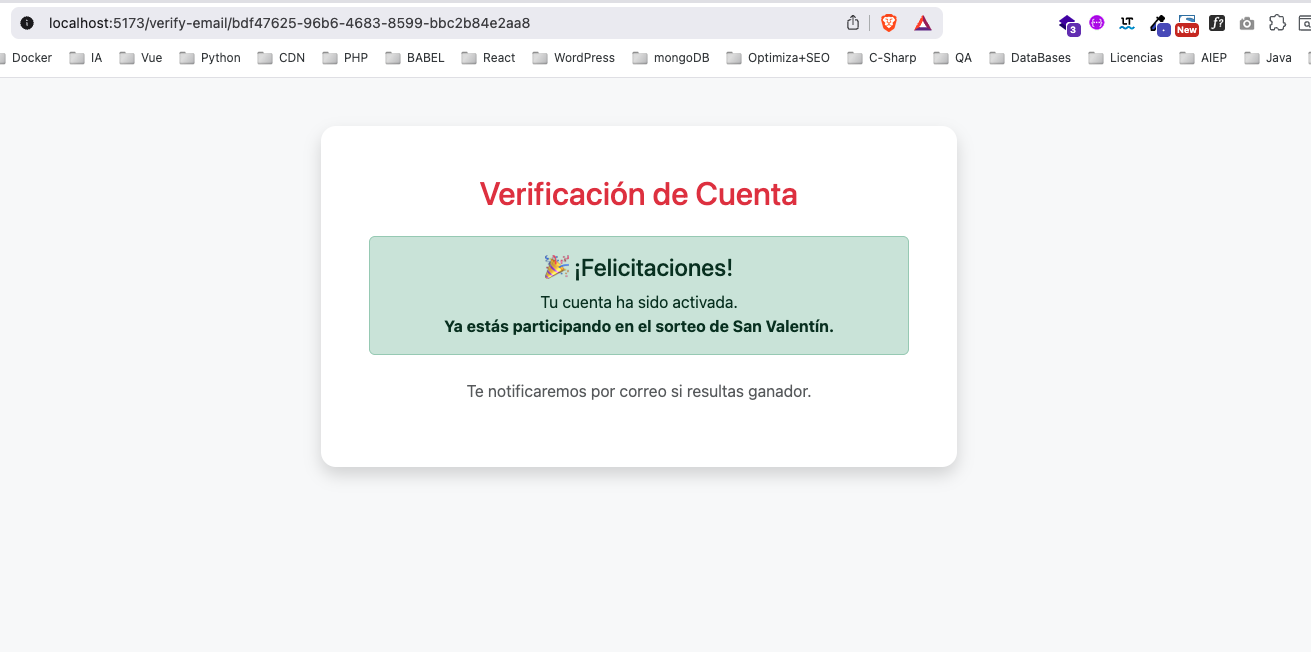 localhost:5173/verify-email/bdf47625-96b6-4683-8599-bbc2b84e2aa8
3
LT
New
f?
Docker IA Vue Python CDN PHP BABEL React WordPress mongoDB Optimiza+SEO C-Sharp QA DataBases Licencias AIEP Java
Verificación de Cuenta
🎉 ¡Felicitaciones!
Tu cuenta ha sido activada.
Ya estás participando en el sorteo de San Valentín.
Te notificaremos por correo si resultas ganador.